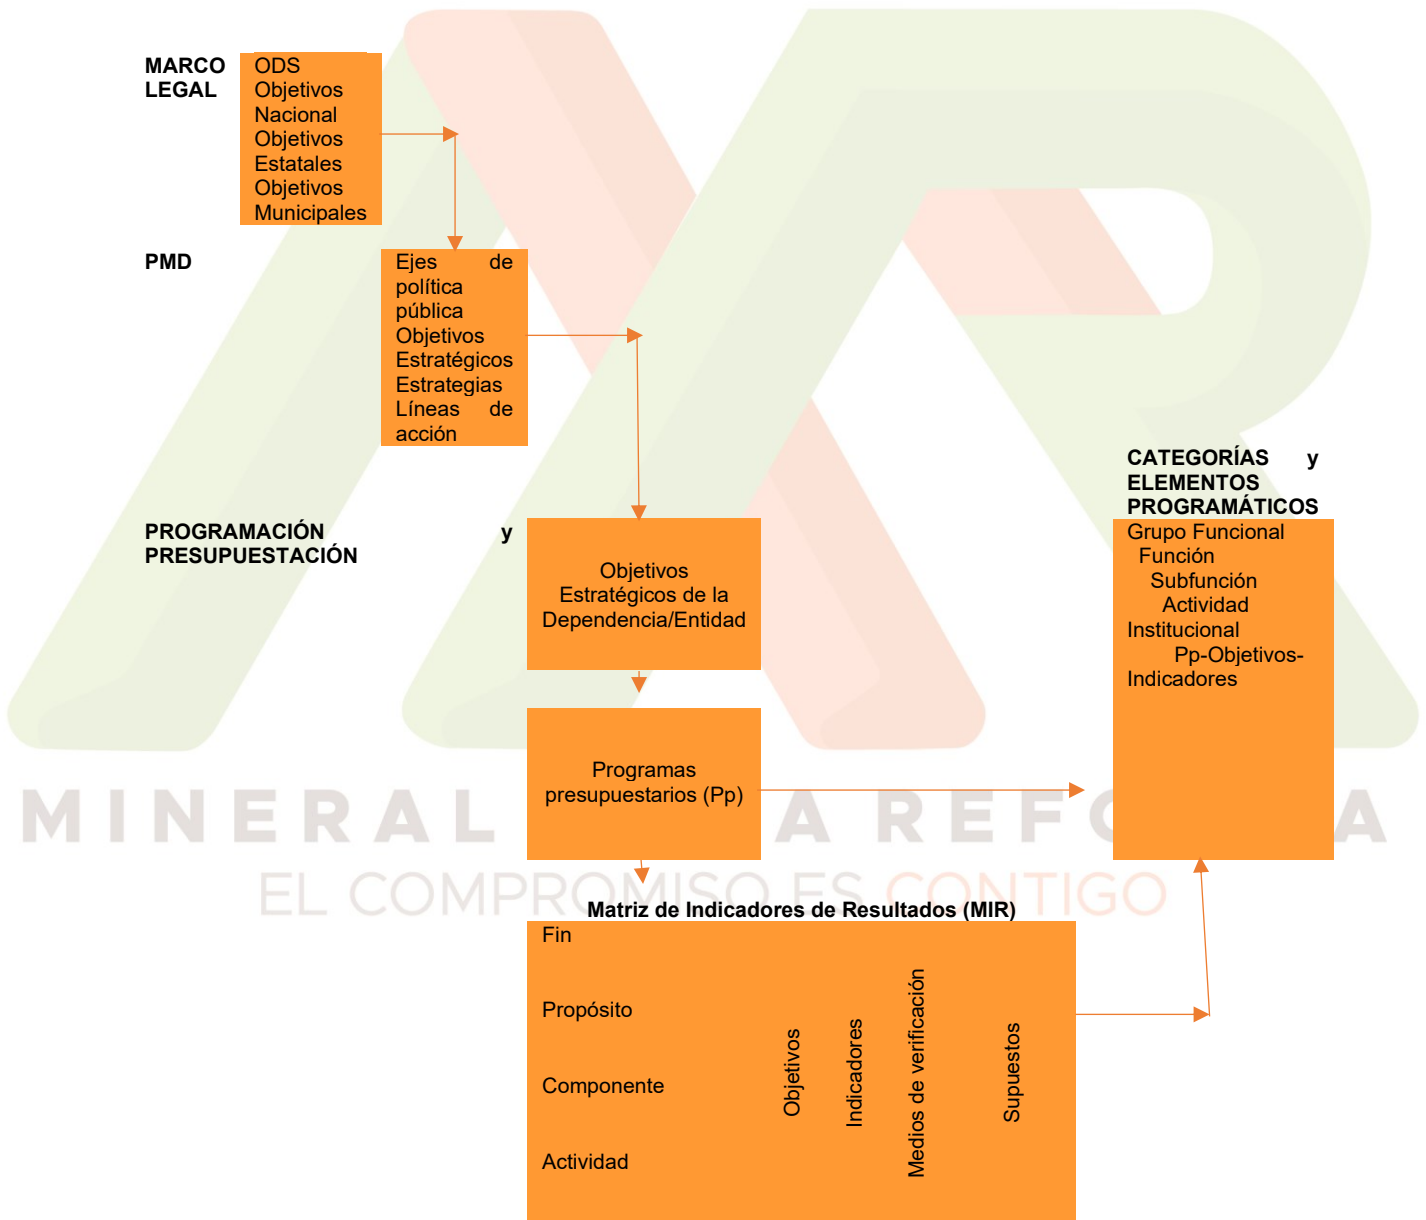 MARCO
LEGAL
ODS
Objetivos
Nacional
Objetivos
Estatales
Objetivos
Municipales
PMD
Ejes de
política
pública
Objetivos
Estratégicos
Estrategias
Líneas de
acción
PROGRAMACIÓN y
PRESUPUESTACIÓN
Objetivos
Estratégicos de la
Dependencia/Entidad
CATEGORÍAS y
ELEMENTOS
PROGRAMÁTICOS
Grupo Funcional
Función
Subfunción
Actividad
Institucional
Pp-Objetivos-
Indicadores
Programas
presupuestarios (Pp)
MINERAL A REF A
EL COMPROMISO ES CONTIGO
Matriz de Indicadores de Resultados (MIR)
Fin
Propósito
Componente
Actividad
Objetivos
Indicadores
Medios de verificación
Supuestos